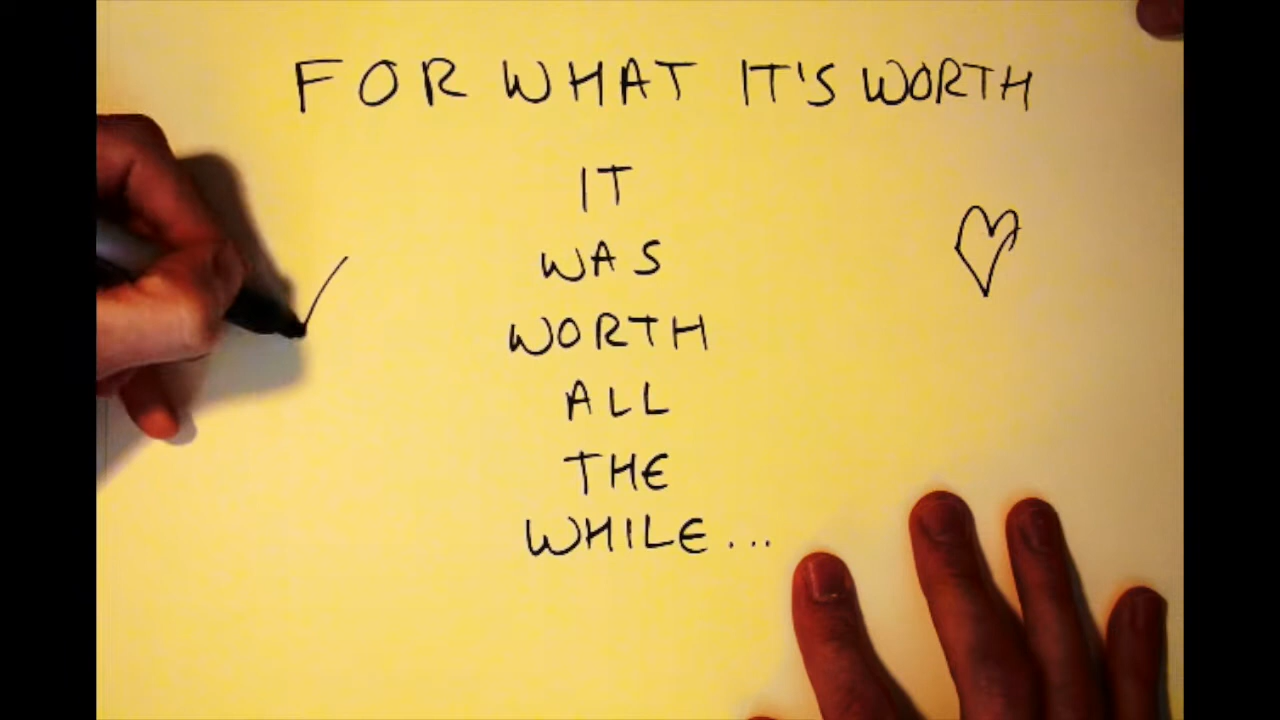 FOR WHAT IT'S WORTH
IT
WAS
WORTH
ALL
THE
WHILE...